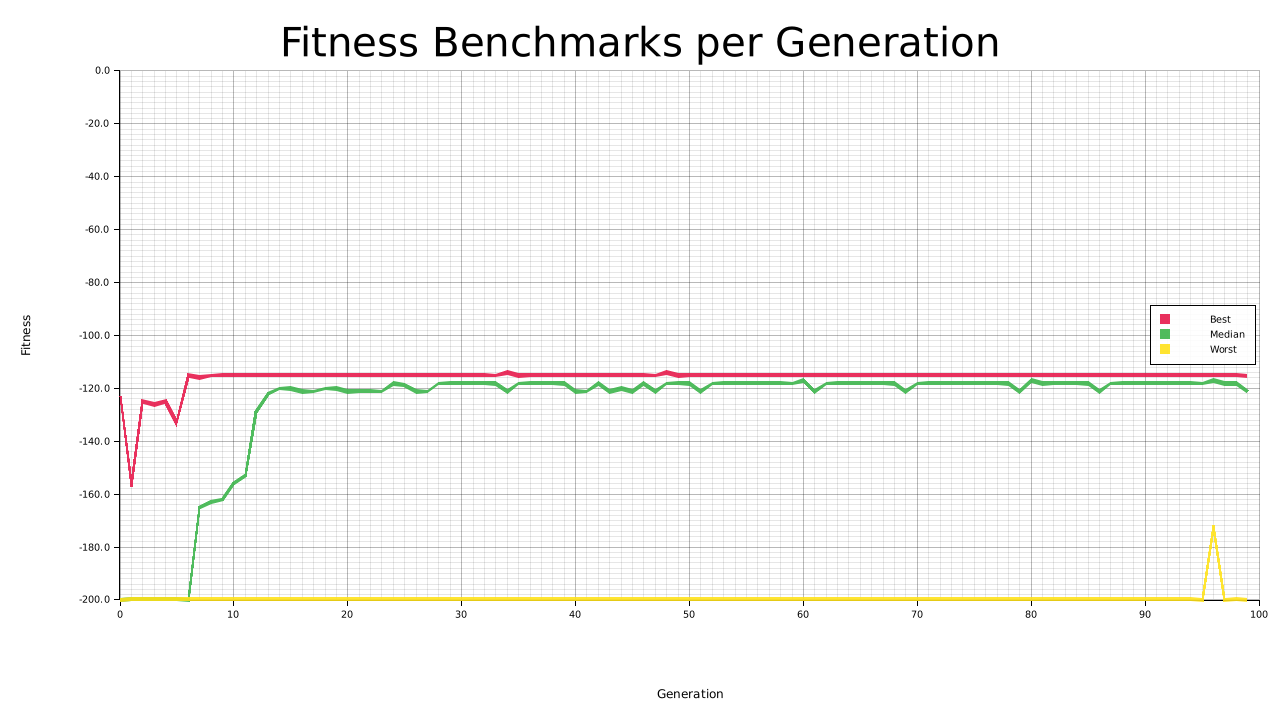 Fitness Benchmarks per Generation
0.0
-20.0
-40.0
-60.0
-80.0
-100.0
-120.0
-140.0
-160.0
-180.0
-200.0
Fitness
Best
Median
Worst
0 10 20 30 40 50 60 70 80 90 100
Generation